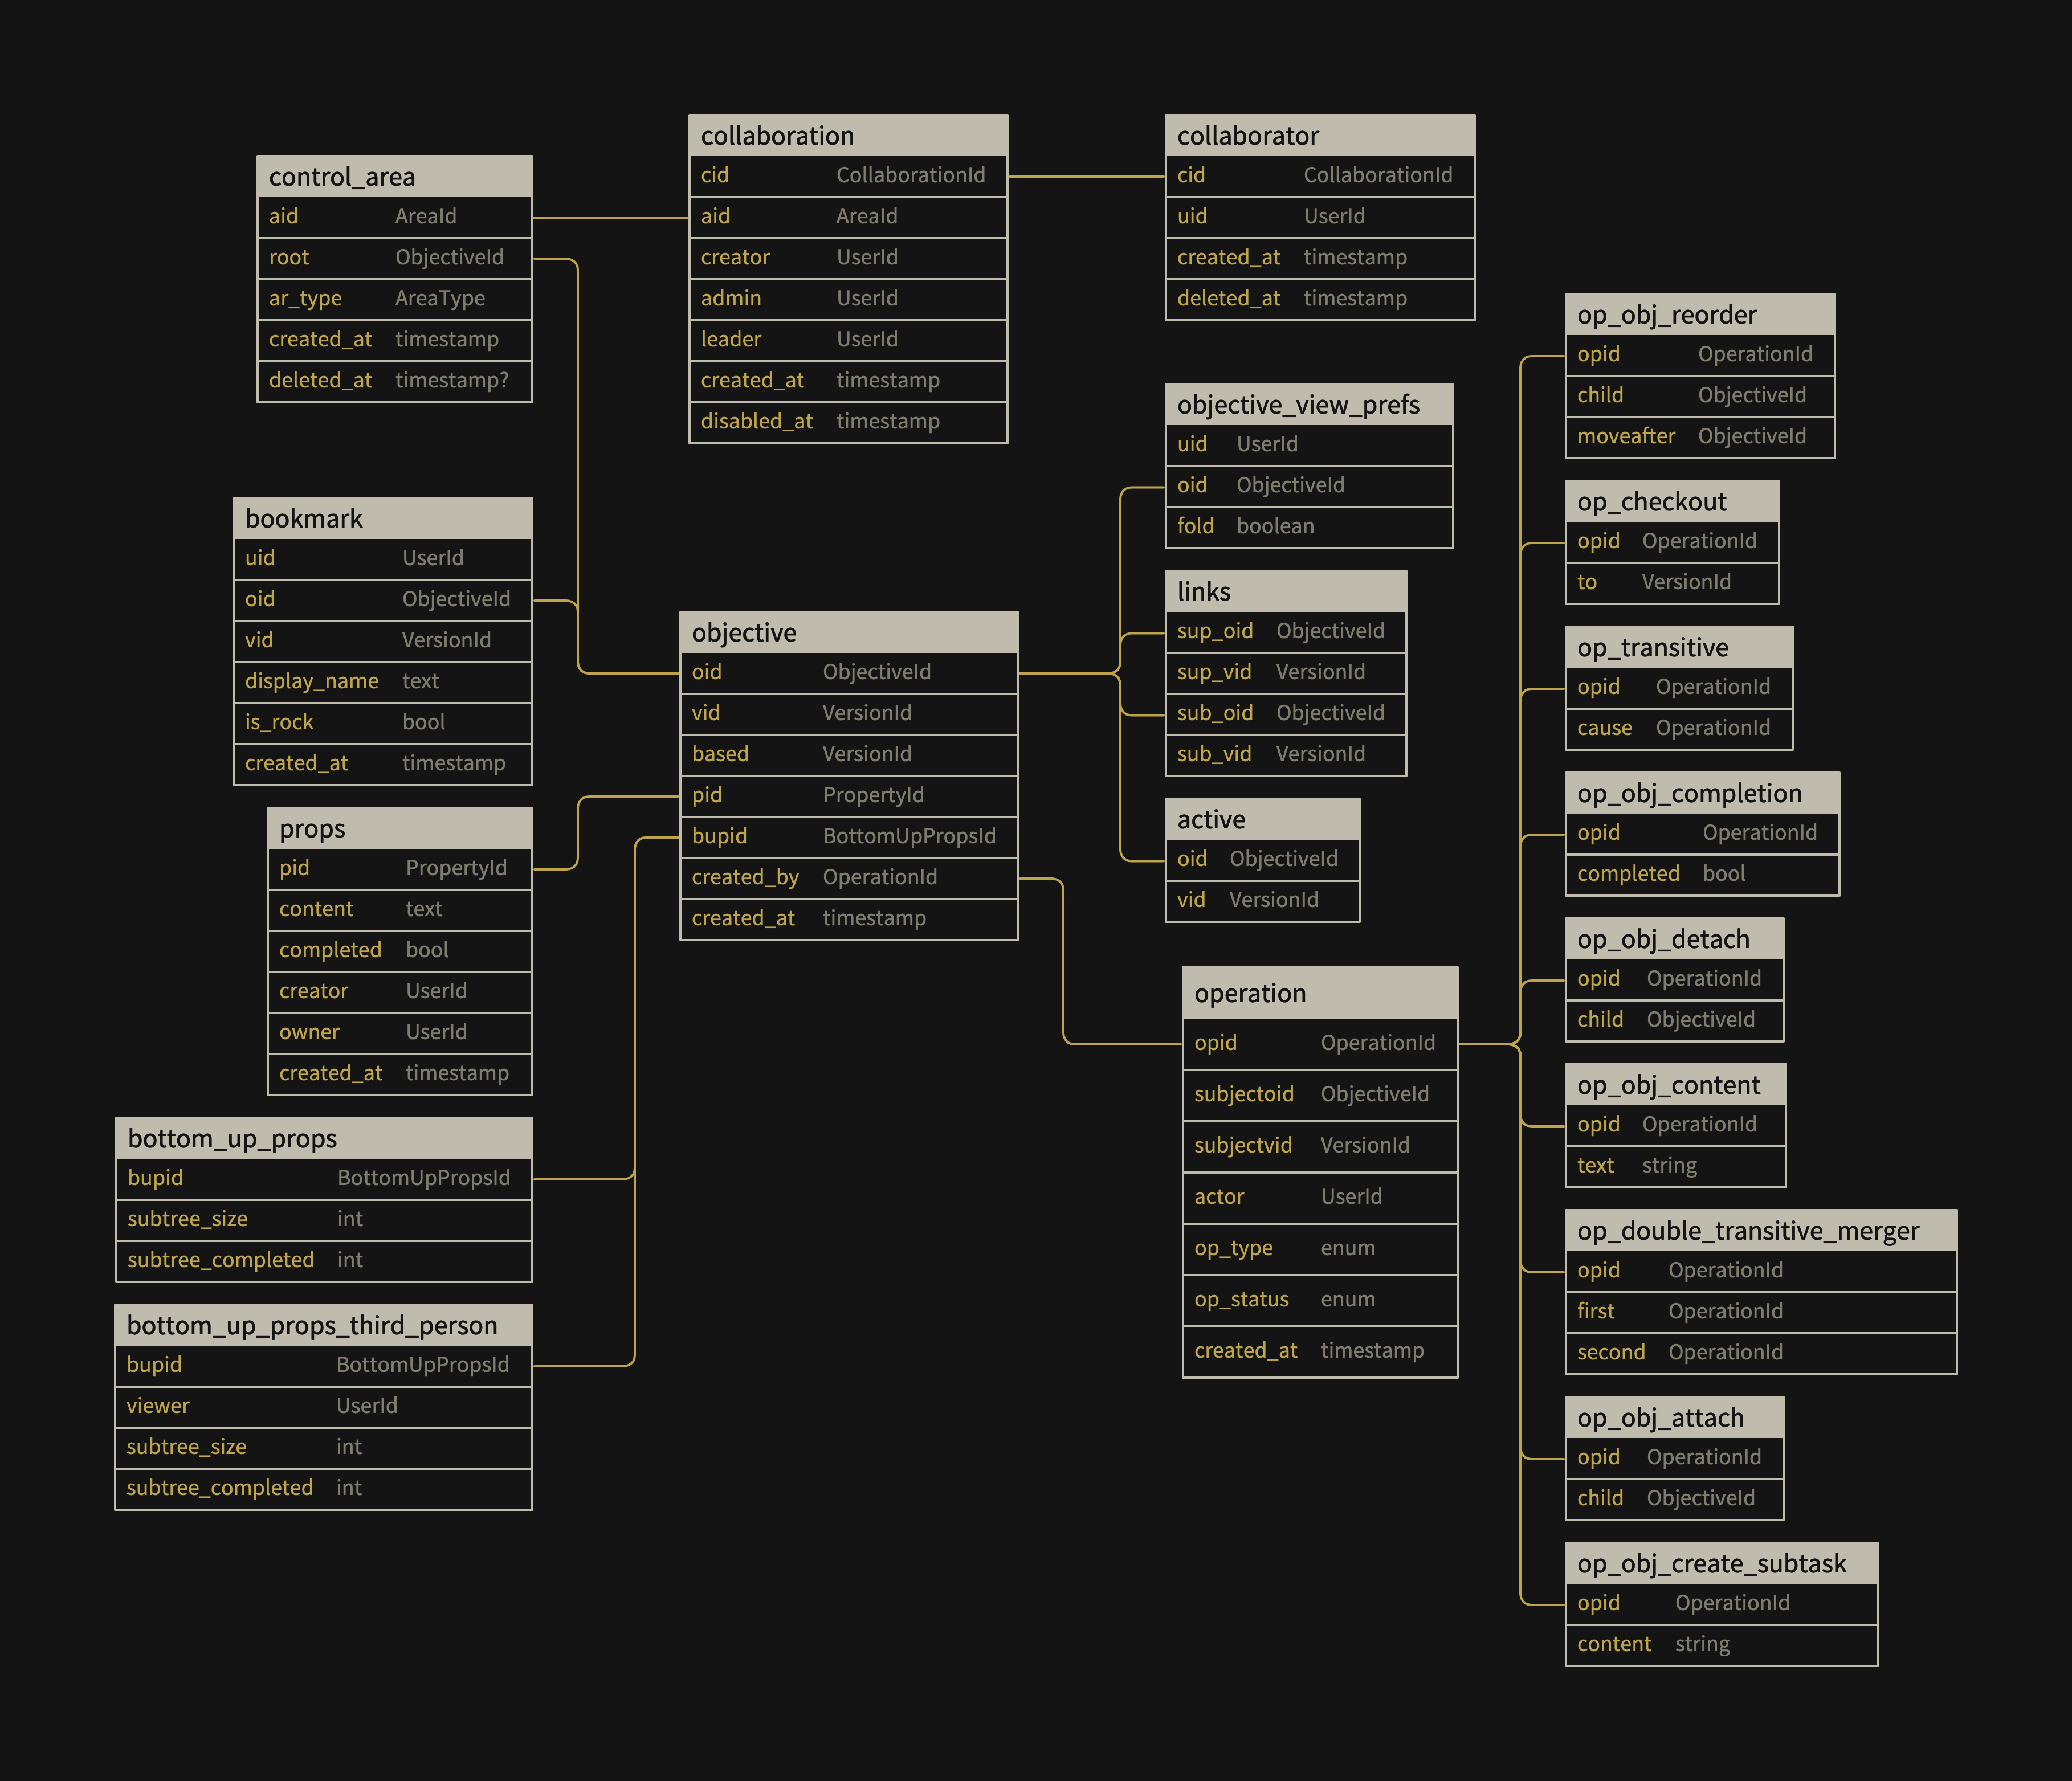 control_area
aid AreaId
root ObjectiveId
ar_type AreaType
created_at timestamp
deleted_at timestamp?
collaboration
cid CollaborationId
aid AreaId
creator UserId
admin UserId
leader UserId
created_at timestamp
disabled_at timestamp
collaborator
cid CollaborationId
uid UserId
created_at timestamp
deleted_at timestamp
bookmark
uid UserId
oid ObjectiveId
vid VersionId
display_name text
is_rock bool
created_at timestamp
props
pid PropertyId
content text
completed bool
creator UserId
owner UserId
created_at timestamp
bottom_up_props
bupid BottomUpPropsId
subtree_size int
subtree_completed int
bottom_up_props_third_person
bupid BottomUpPropsId
viewer UserId
subtree_size int
subtree_completed int
objective
oid ObjectiveId
vid VersionId
based VersionId
pid PropertyId
bupid BottomUpPropsId
created_by OperationId
created_at timestamp
objective_view_prefs
uid UserId
oid ObjectiveId
fold boolean
links
sup_oid ObjectiveId
sup_vid VersionId
sub_oid ObjectiveId
sub_vid VersionId
active
oid ObjectiveId
vid VersionId
operation
opid OperationId
subjectoid ObjectiveId
subjectvid VersionId
actor UserId
op_type enum
op_status enum
created_at timestamp
op_obj_reorder
opid OperationId
child ObjectiveId
moveafter ObjectiveId
op_checkout
opid OperationId
to VersionId
op_transitive
opid OperationId
cause OperationId
op_obj_completion
opid OperationId
completed bool
op_obj_detach
opid OperationId
child ObjectiveId
op_obj_content
opid OperationId
text string
op_double_transitive_merger
opid OperationId
first OperationId
second OperationId
op_obj_attach
opid OperationId
child ObjectiveId
op_obj_create_subtask
opid OperationId
content string